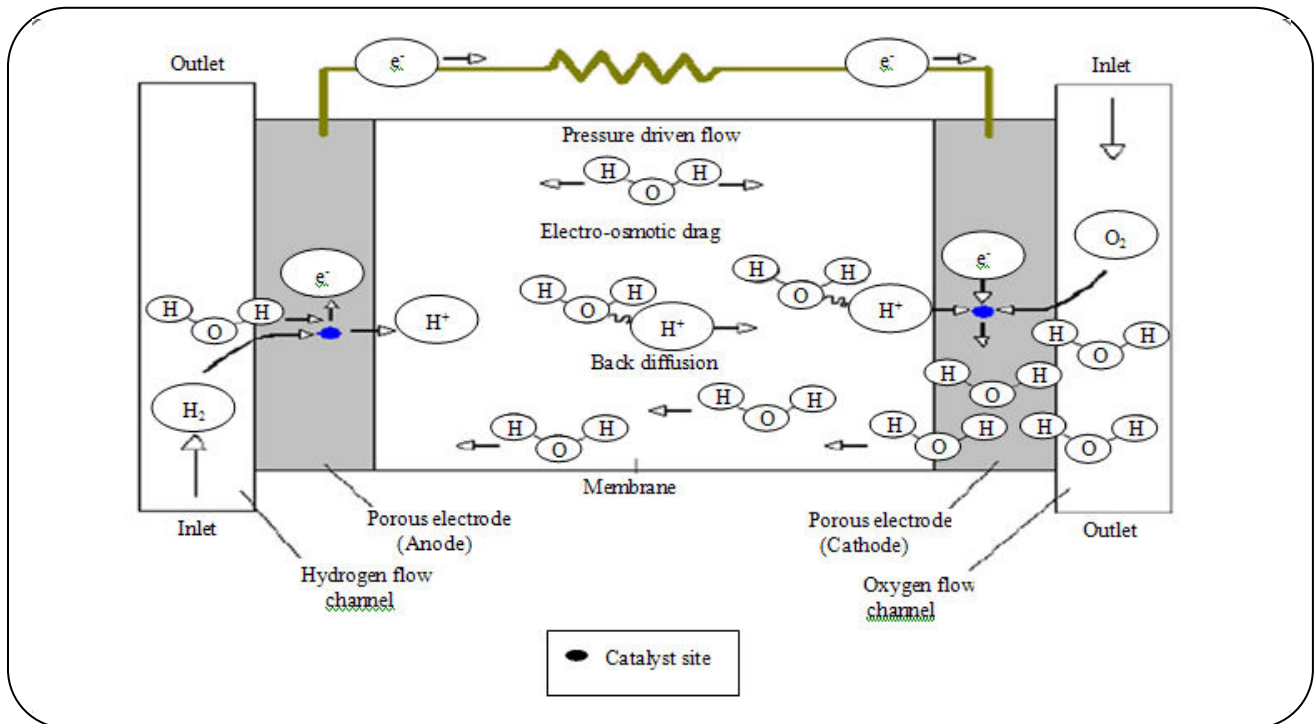 e⁻
e⁻
Outlet
Inlet
Pressure driven flow
H
H
O
Electro-osmotic drag
O₂
e⁻
e⁻
H
H
O
H
H
O
H
H
O
H⁺
H⁺
H⁺
H
H
O
Back diffusion
H₂
H
H
O
H
H
O
H
H
O
H
H
O
H
H
O
Membrane
Inlet
Porous electrode
(Anode)
Porous electrode
(Cathode)
Outlet
Hydrogen flow
channel
Oxygen flow
channel
Catalyst site